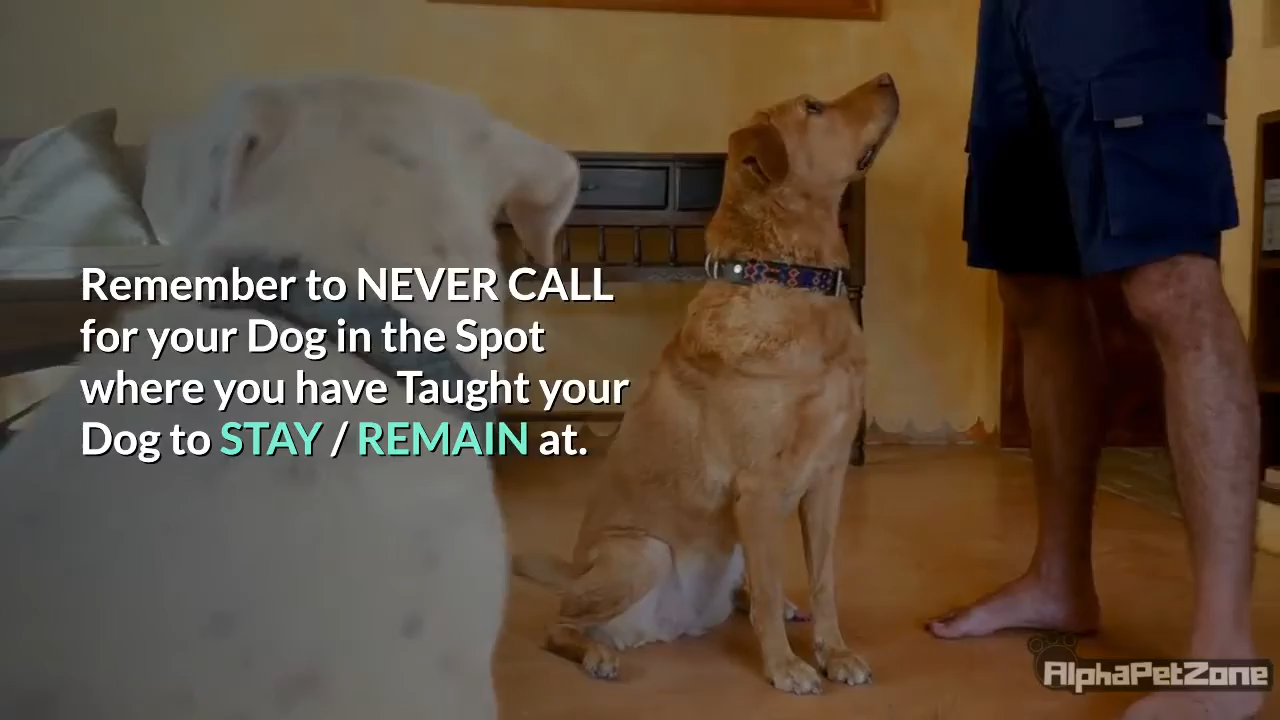 Remember to NEVER CALL
for your Dog in the Spot
where you have Taught your
Dog to STAY / REMAIN at.
AlphaPetZone